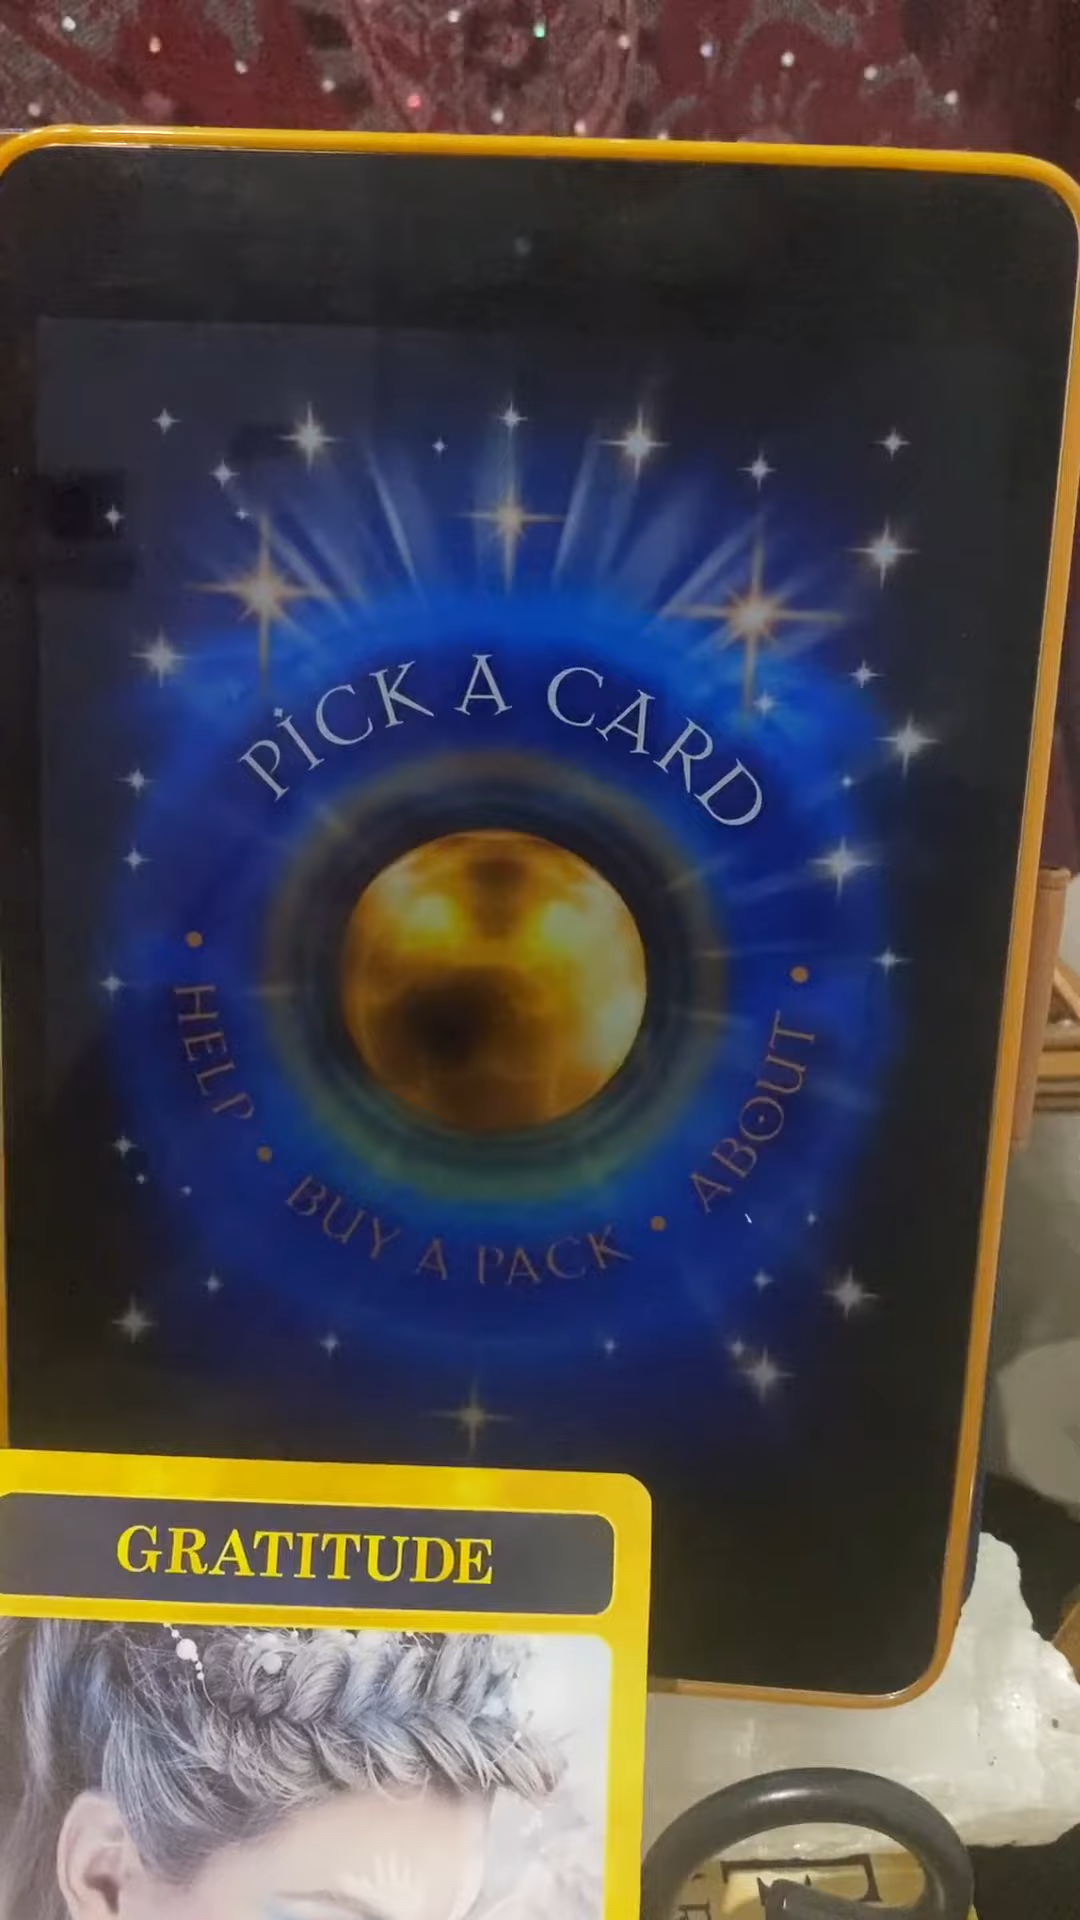 PICK A CARD
• HELP • BUY A PACK • ABOUT •
GRATITUDE